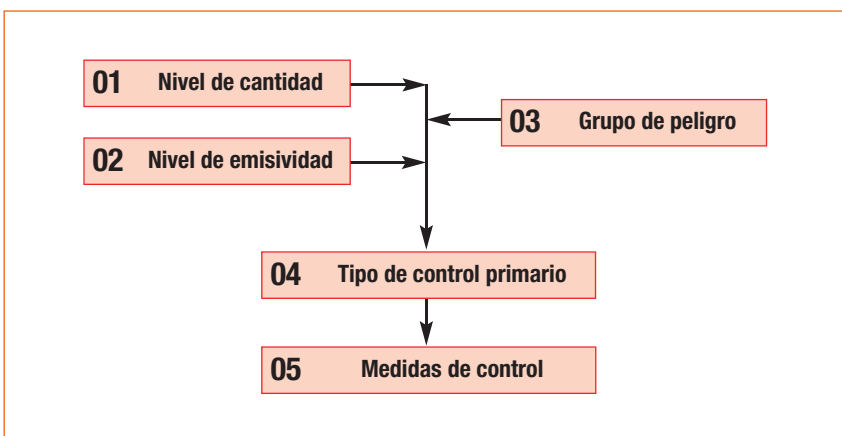 01 Nivel de cantidad
03 Grupo de peligro
02 Nivel de emisividad
04 Tipo de control primario
05 Medidas de control